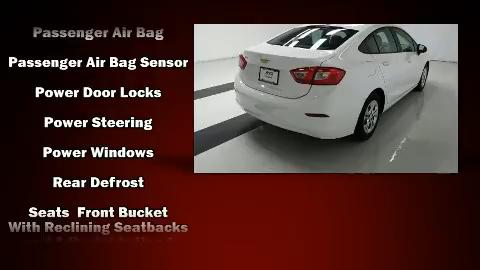 Passenger Air Bag
Passenger Air Bag Sensor
Power Door Locks
Power Steering
Power Windows
Rear Defrost
Seats Front Bucket
With Reclining Seatbacks